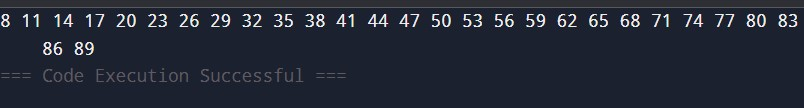 8 11 14 17 20 23 26 29 32 35 38 41 44 47 50 53 56 59 62 65 68 71 74 77 80 83
86 89
=== Code Execution Successful ===